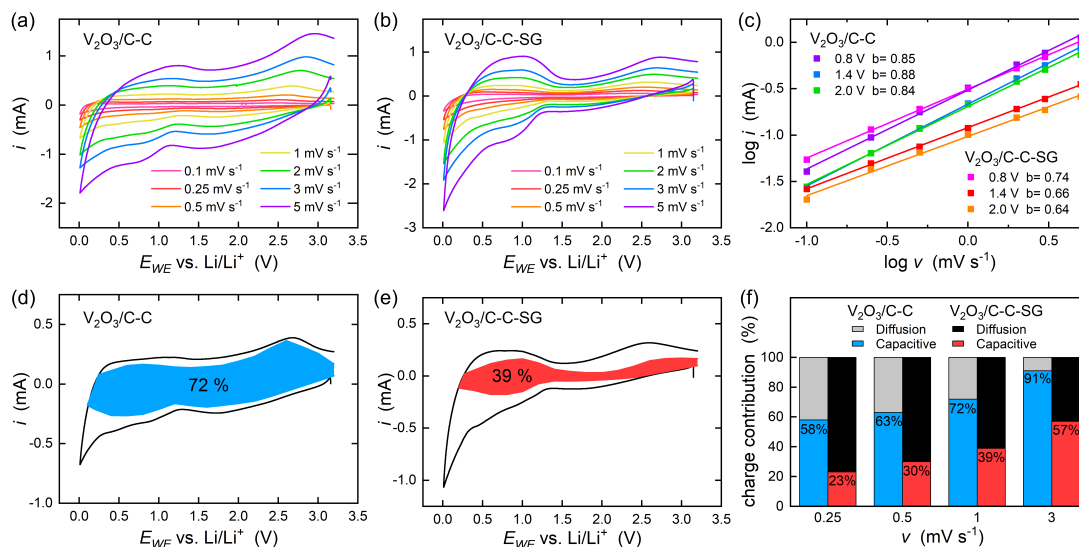 (a)
V₂O₃/C-C
i (mA)
1
0
1
-2
0.1 mV s⁻¹
0.25 mV s⁻¹
0.5 mV s⁻¹
1 mV s⁻¹
2 mV s⁻¹
3 mV s⁻¹
5 mV s⁻¹
0.0 0.5 1.0 1.5 2.0 2.5 3.0 3.5
E_WE vs. Li/Li⁺ (V)
(b)
V₂O₃/C-C-SG
i (mA)
2
1
0
-1
-2
-3
0.1 mV s⁻¹
0.25 mV s⁻¹
0.5 mV s⁻¹
1 mV s⁻¹
2 mV s⁻¹
3 mV s⁻¹
5 mV s⁻¹
0.0 0.5 1.0 1.5 2.0 2.5 3.0
E_WE vs. Li/Li⁺ (V)
(c)
V₂O₃/C-C
0.8 V b= 0.85
1.4 V b= 0.88
2.0 V b= 0.84
log i (mA)
0.0
-0.5
-1.0
-1.5
-2.0
V₂O₃/C-C-SG
0.8 V b= 0.74
1.4 V b= 0.66
2.0 V b= 0.64
-1.0 -0.5 0.0 0.5
log v (mV s⁻¹)
(d)
V₂O₃/C-C
i (mA)
0.5
0.0
-0.5
-1.0
72 %
0.0 0.5 1.0 1.5 2.0 2.5 3.0
E_WE vs. Li/Li⁺ (V)
(e)
V₂O₃/C-C-SG
i (mA)
0.5
0.0
-0.5
-1.0
39 %
0.0 0.5 1.0 1.5 2.0 2.5 3.0
E_WE vs. Li/Li⁺ (V)
(f)
V₂O₃/C-C V₂O₃/C-C-SG
Diffusion Diffusion
Capacitive Capacitive
charge contribution (%)
100
80
60
40
20
0
58%
23%
63%
30%
72%
39%
91%
57%
0.25 0.5 1 3
v (mV s⁻¹)